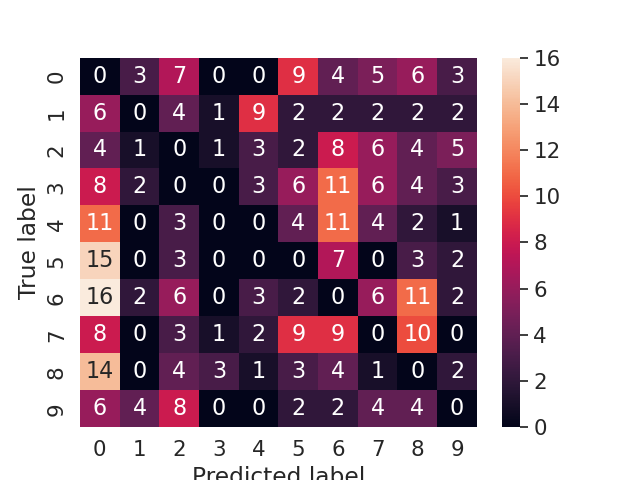 0 0 3 7 0 0 9 4 5 6 3
1 6 0 4 1 9 2 2 2 2 2
2 4 1 0 1 3 2 8 6 4 5
3 8 2 0 0 3 6 11 6 4 3
4 11 0 3 0 0 4 11 4 2 1
5 15 0 3 0 0 0 7 0 3 2
6 16 2 6 0 3 2 0 6 11 2
7 8 0 3 1 2 9 9 0 10 0
8 14 0 4 3 1 3 4 1 0 2
9 6 4 8 0 0 2 2 4 4 0
0 1 2 3 4 5 6 7 8 9
True label
Predicted label
16
14
12
10
8
6
4
2
0